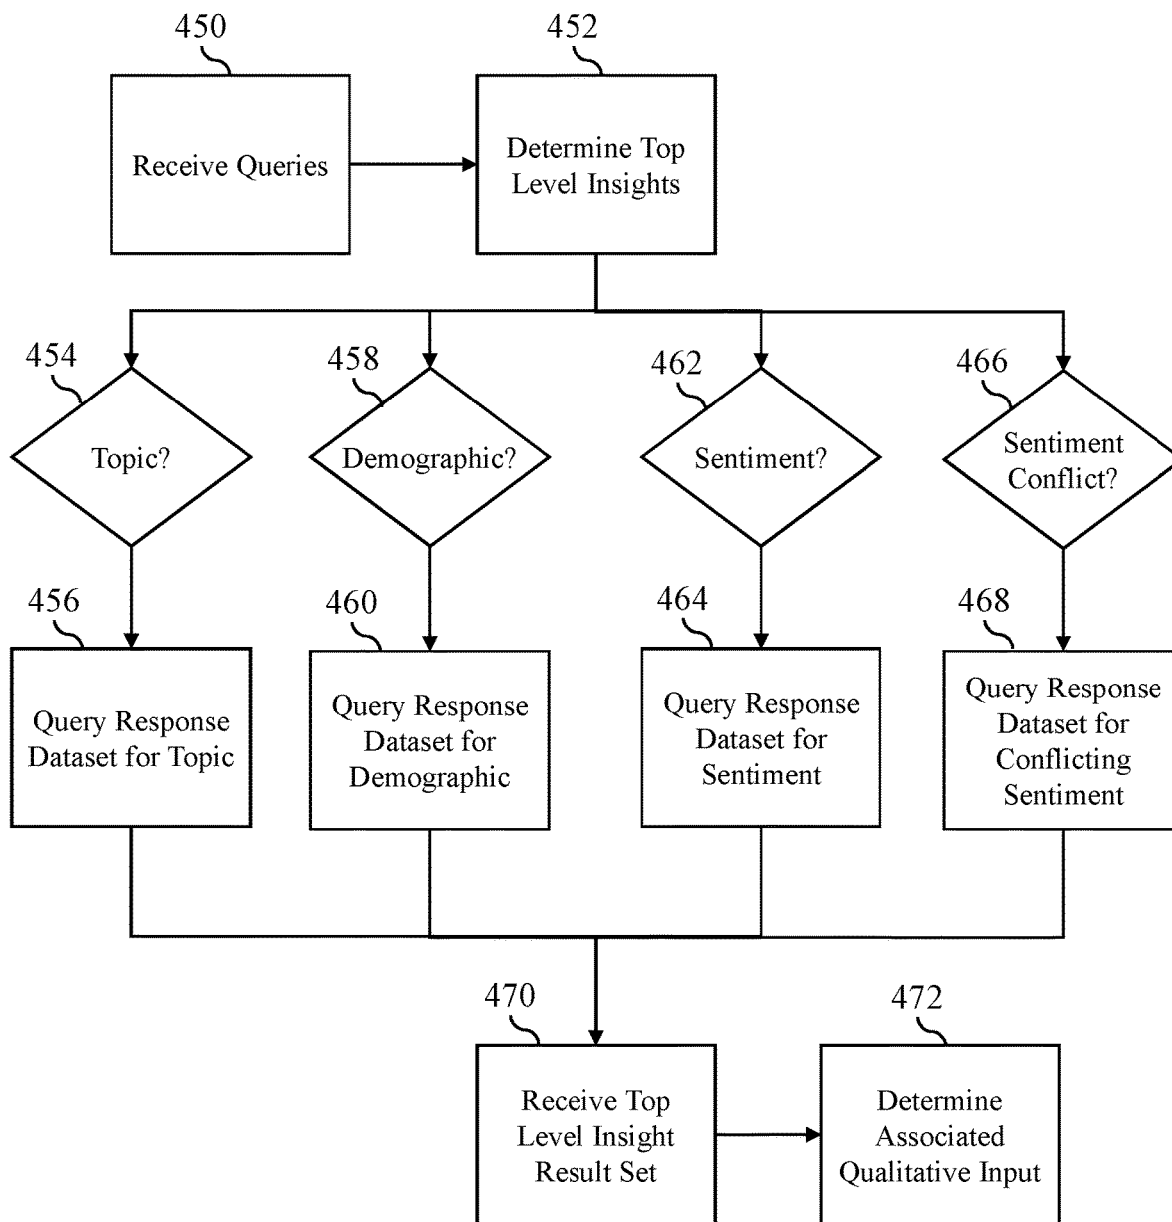 450
452
Receive Queries
Determine Top
Level Insights
454
458
462
466
Topic?
Demographic?
Sentiment?
Sentiment
Conflict?
456
460
464
468
Query Response
Dataset for Topic
Query Response
Dataset for
Demographic
Query Response
Dataset for
Sentiment
Query Response
Dataset for
Conflicting
Sentiment
470
472
Receive Top
Level Insight
Result Set
Determine
Associated
Qualitative Input